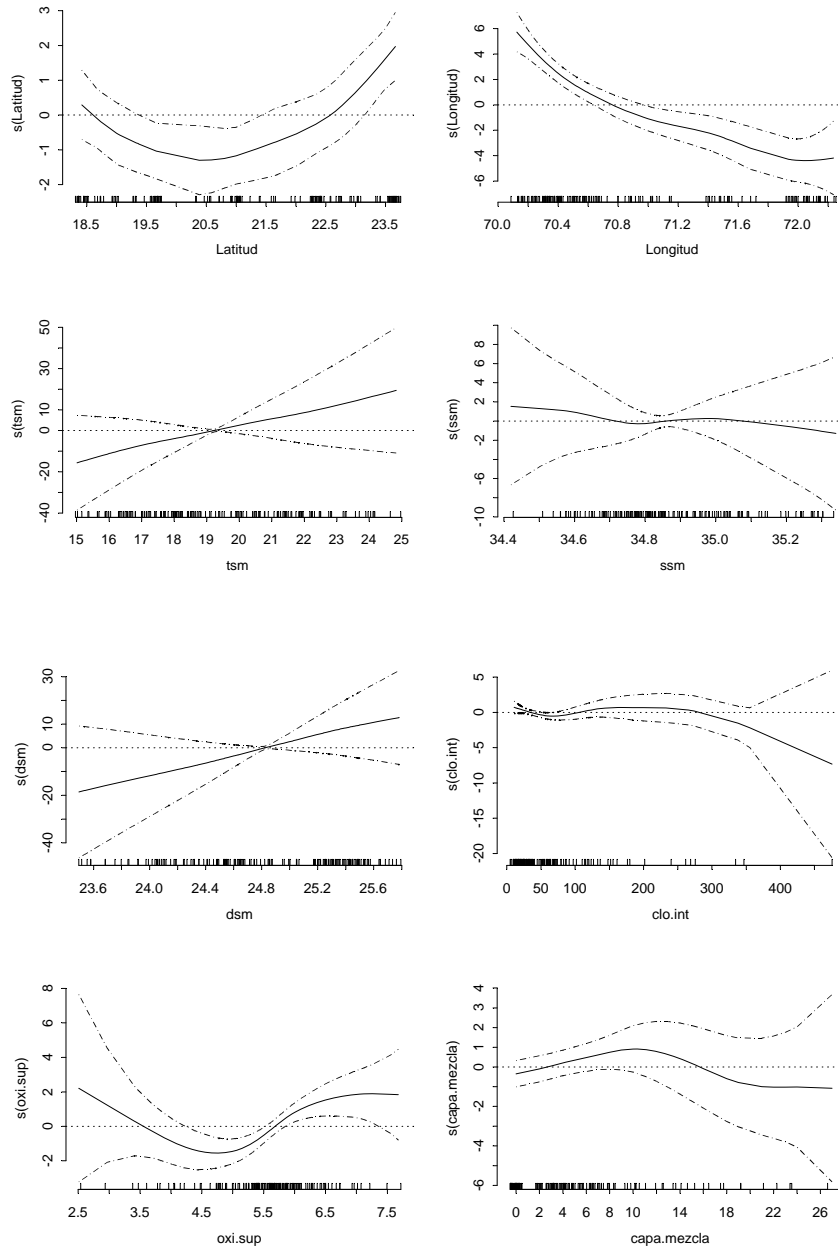 s(Latitud)
3
2
1
0
-1
-2
18.5 19.5 20.5 21.5 22.5 23.5
Latitud
s(Longitud)
6
4
2
0
-2
-4
-6
70.0 70.4 70.8 71.2 71.6 72.0
Longitud
s(tsm)
50
30
10
0
-20
-40
15 16 17 18 19 20 21 22 23 24 25
tsm
s(ssm)
8
6
4
2
-2
-6
-10
34.4 34.6 34.8 35.0 35.2
ssm
s(dsm)
30
10
0
-20
-40
23.6 24.0 24.4 24.8 25.2 25.6
dsm
s(clo.int)
5
0
-5
-10
-15
-20
0 50 100 200 300 400
clo.int
s(oxi.sup)
8
6
4
2
0
-2
2.5 3.5 4.5 5.5 6.5 7.5
oxi.sup
s(capa.mezcla)
4
3
2
1
0
-2
-4
-6
0 2 4 6 8 10 14 18 22 26
capa.mezcla